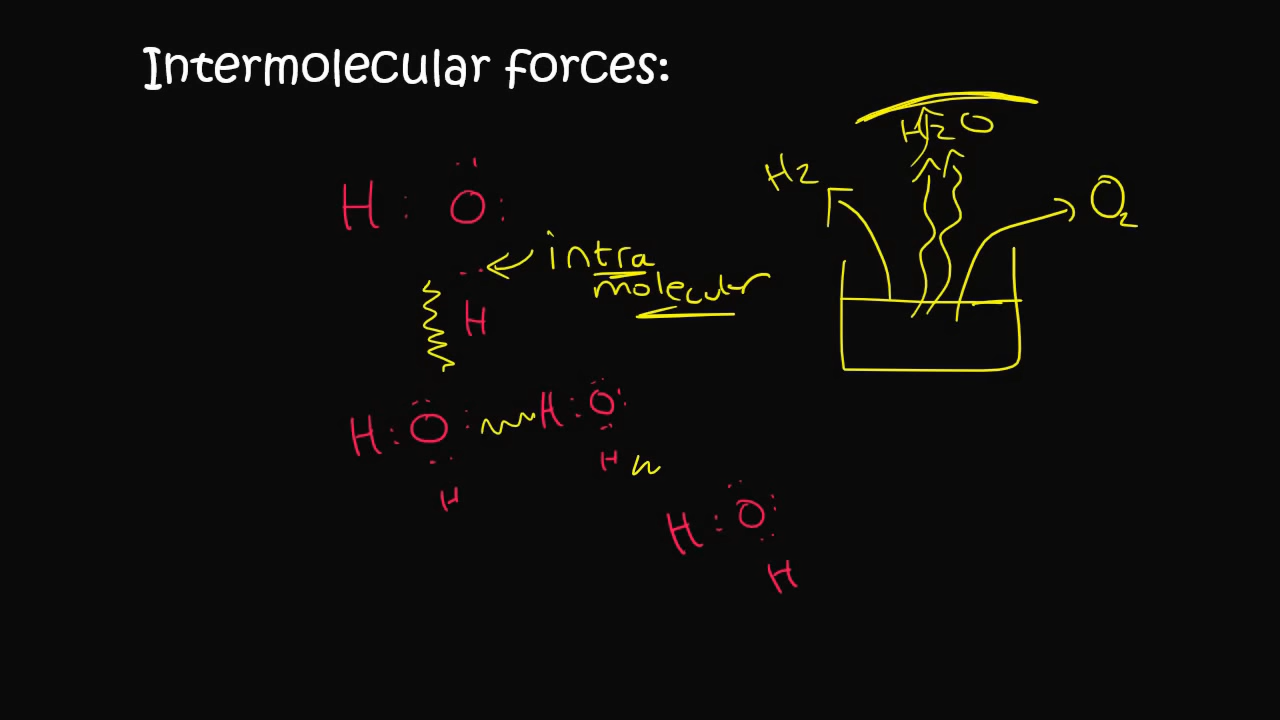 Intermolecular forces:
H : O :
H
intra
molecular
H2
H2O
O2
H : O :
H
H : O :
H
H : O :
H